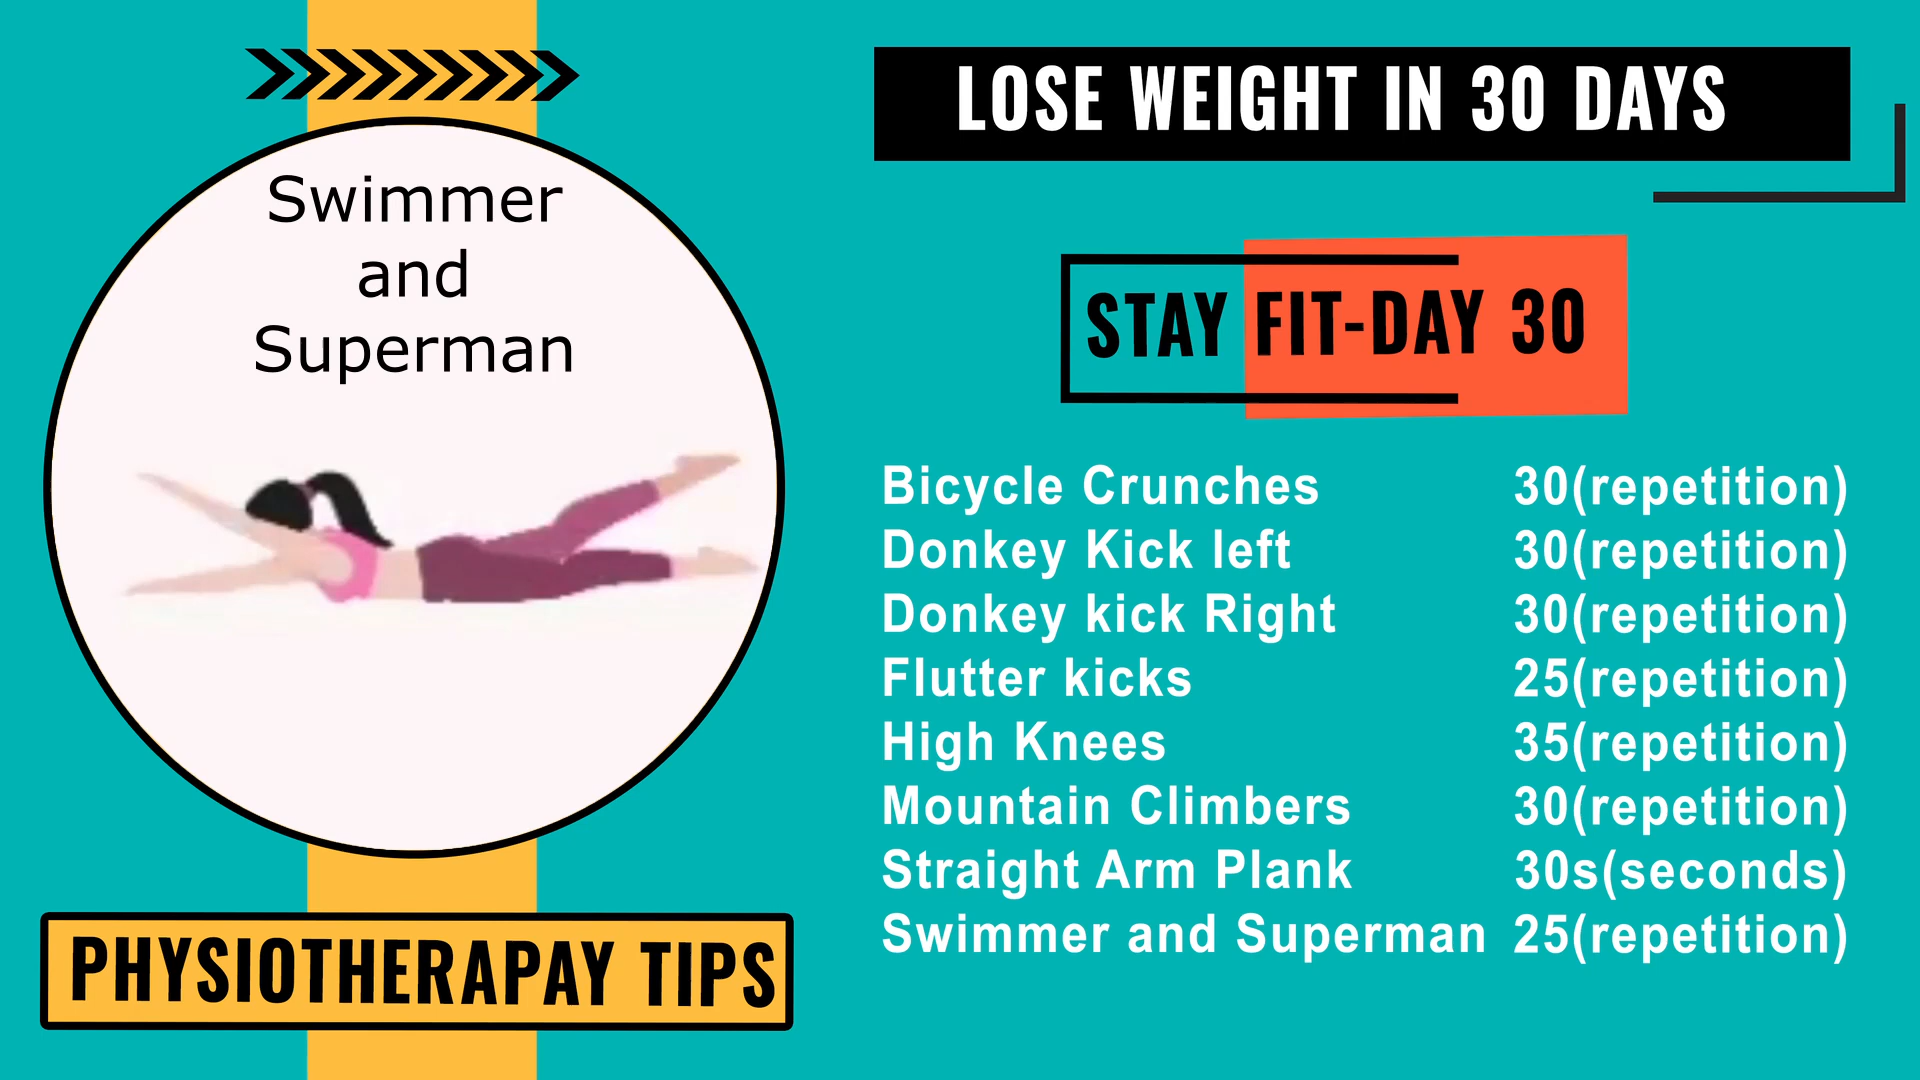 Swimmer
and
Superman
PHYSIOTHERAPAY TIPS
LOSE WEIGHT IN 30 DAYS
STAY FIT-DAY 30
Bicycle Crunches 30(repetition)
Donkey Kick left 30(repetition)
Donkey kick Right 30(repetition)
Flutter kicks 25(repetition)
High Knees 35(repetition)
Mountain Climbers 30(repetition)
Straight Arm Plank 30s(seconds)
Swimmer and Superman 25(repetition)